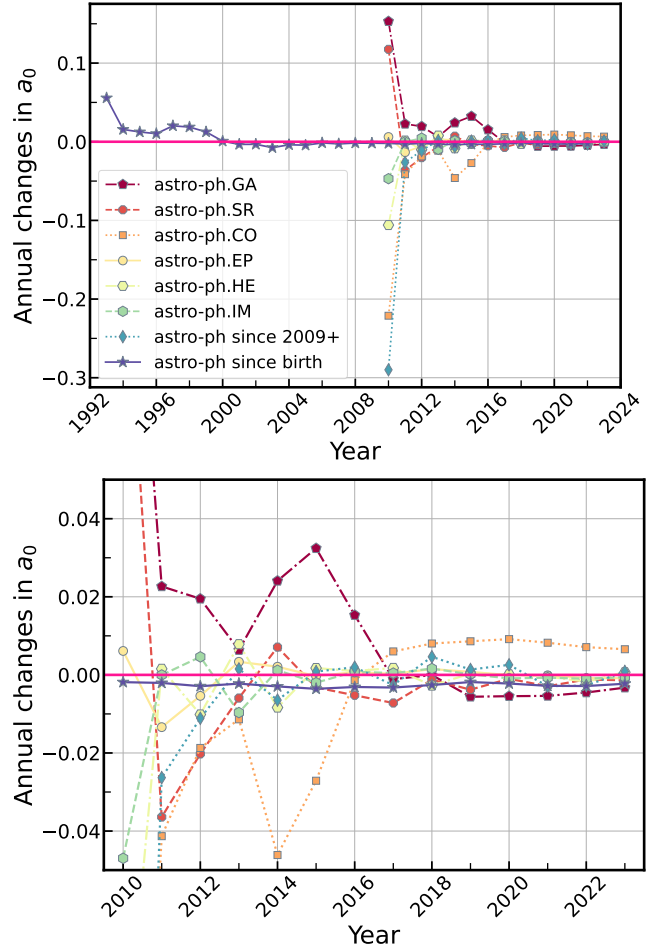 0.1
0.0
−0.1
−0.2
−0.3
Annual changes in a₀
astro-ph.GA
astro-ph.SR
astro-ph.CO
astro-ph.EP
astro-ph.HE
astro-ph.IM
astro-ph since 2009+
astro-ph since birth
1992 1996 2000 2004 2008 2012 2016 2020 2024
Year
0.04
0.02
0.00
−0.02
−0.04
Annual changes in a₀
2010 2012 2014 2016 2018 2020 2022
Year